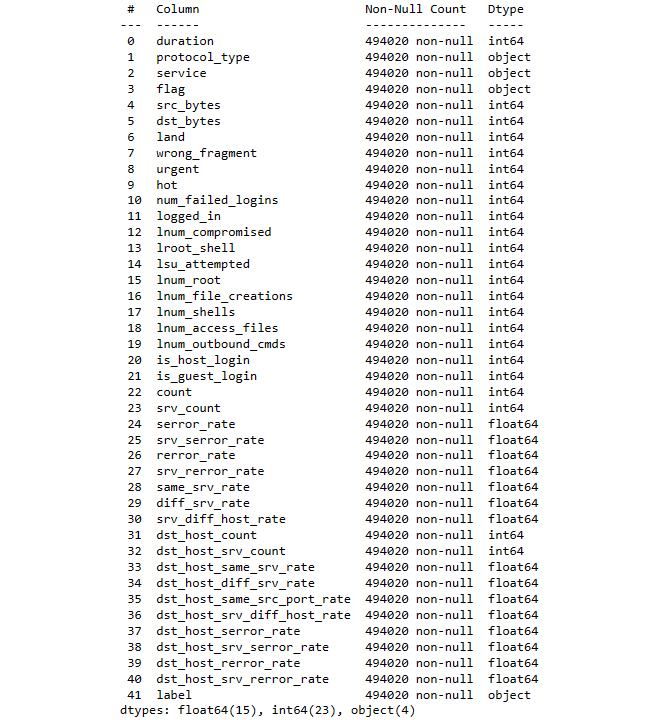 #   Column                       Non-Null Count   Dtype
---  ------                       --------------   -----
 0   duration                     494020 non-null  int64
 1   protocol_type                494020 non-null  object
 2   service                      494020 non-null  object
 3   flag                         494020 non-null  object
 4   src_bytes                    494020 non-null  int64
 5   dst_bytes                    494020 non-null  int64
 6   land                         494020 non-null  int64
 7   wrong_fragment               494020 non-null  int64
 8   urgent                       494020 non-null  int64
 9   hot                          494020 non-null  int64
 10  num_failed_logins            494020 non-null  int64
 11  logged_in                    494020 non-null  int64
 12  lnum_compromised             494020 non-null  int64
 13  lroot_shell                  494020 non-null  int64
 14  lsu_attempted                494020 non-null  int64
 15  lnum_root                    494020 non-null  int64
 16  lnum_file_creations          494020 non-null  int64
 17  lnum_shells                  494020 non-null  int64
 18  lnum_access_files            494020 non-null  int64
 19  lnum_outbound_cmds           494020 non-null  int64
 20  is_host_login                494020 non-null  int64
 21  is_guest_login               494020 non-null  int64
 22  count                        494020 non-null  int64
 23  srv_count                    494020 non-null  int64
 24  serror_rate                  494020 non-null  float64
 25  srv_serror_rate              494020 non-null  float64
 26  rerror_rate                  494020 non-null  float64
 27  srv_rerror_rate              494020 non-null  float64
 28  same_srv_rate                494020 non-null  float64
 29  diff_srv_rate                494020 non-null  float64
 30  srv_diff_host_rate           494020 non-null  float64
 31  dst_host_count               494020 non-null  int64
 32  dst_host_srv_count           494020 non-null  int64
 33  dst_host_same_srv_rate       494020 non-null  float64
 34  dst_host_diff_srv_rate       494020 non-null  float64
 35  dst_host_same_src_port_rate  494020 non-null  float64
 36  dst_host_srv_diff_host_rate  494020 non-null  float64
 37  dst_host_serror_rate         494020 non-null  float64
 38  dst_host_srv_serror_rate     494020 non-null  float64
 39  dst_host_rerror_rate         494020 non-null  float64
 40  dst_host_srv_rerror_rate     494020 non-null  float64
 41  label                        494020 non-null  object
dtypes: float64(15), int64(23), object(4)